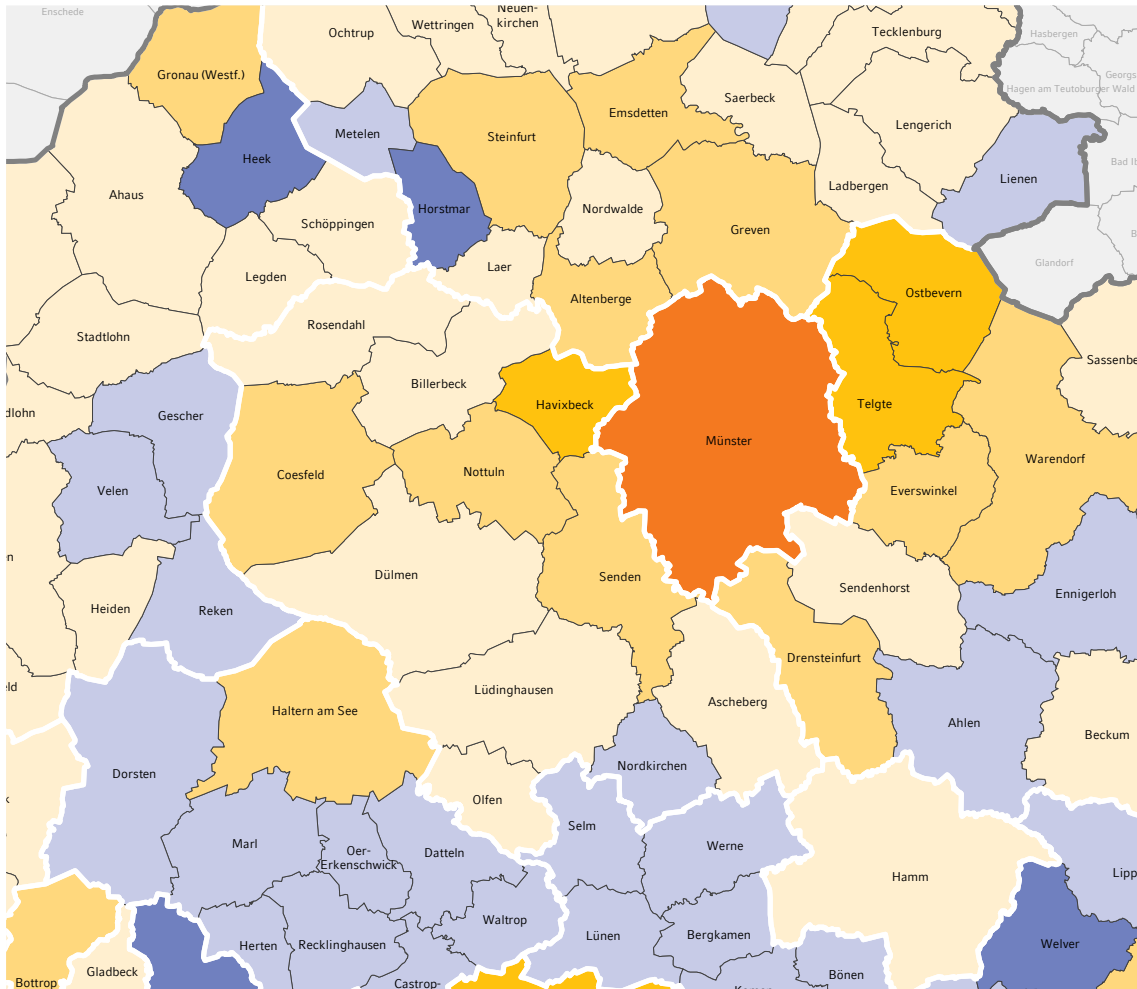 Enschede
Ochtrup
Wettringen
Neuen-
kirchen
Tecklenburg
Hasbergen
Gronau (Westf.)
Georgs
Hagen am Teutoburger Wald
Saerbeck
Emsdetten
Metelen
Steinfurt
Lengerich
Heek
Bad Ib
Lienen
Ladbergen
Ahaus
Horstmar
Nordwalde
Schöppingen
Greven
Glandorf
Laer
Legden
Altenberge
Ostbevern
Rosendahl
Stadtlohn
Sassenbe
Billerbeck
Havixbeck
Telgte
dlohn
Gescher
Münster
Warendorf
Nottuln
Coesfeld
Velen
Everswinkel
en
Dülmen
Senden
Sendenhorst
Ennigerloh
Heiden
Reken
Drensteinfurt
eld
Lüdinghausen
Ascheberg
Haltern am See
Ahlen
Beckum
Nordkirchen
Dorsten
k
Olfen
Selm
Marl
Oer-
Erkenschwick
Datteln
Werne
Hamm
Lipp
Waltrop
Lünen
Bergkamen
Herten
Recklinghausen
Welver
Gladbeck
Bönen
Bottrop
Castrop-
Kamen